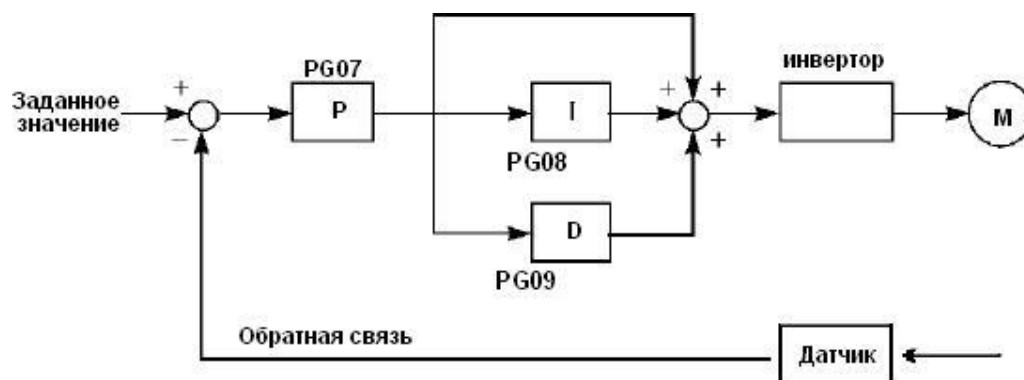 PG07
инвертор
Заданное
значение
+
−
P
I
+
+
+
M
PG08
D
PG09
Обратная связь
Датчик